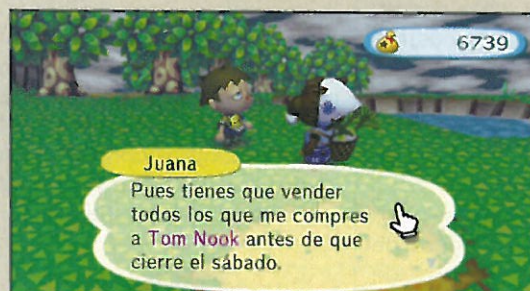 6739
Juana
Pues tienes que vender
todos los que me compres
a Tom Nook antes de que
cierre el sábado.